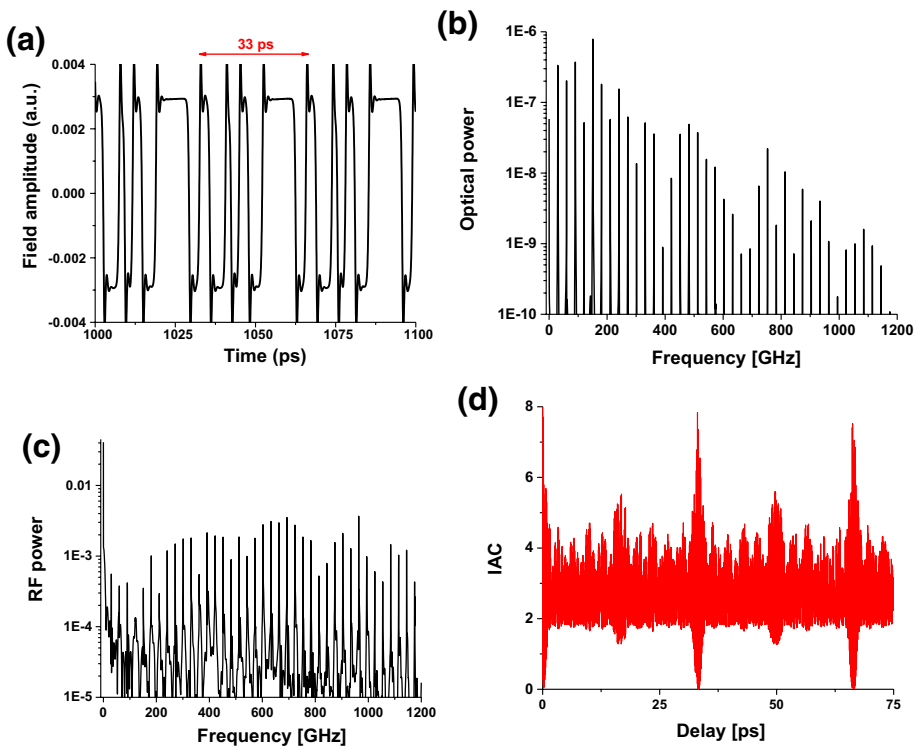 (a)
33 ps
0.004
0.002
0.000
-0.002
-0.004
Field amplitude (a.u.)
1000 1025 1050 1075 1100
Time (ps)
(b)
1E-6
1E-7
1E-8
1E-9
1E-10
Optical power
0 200 400 600 800 1000 1200
Frequency [GHz]
(c)
0.01
1E-3
1E-4
1E-5
RF power
0 200 400 600 800 1000 1200
Frequency [GHz]
(d)
8
6
4
2
0
IAC
0 25 50 75
Delay [ps]